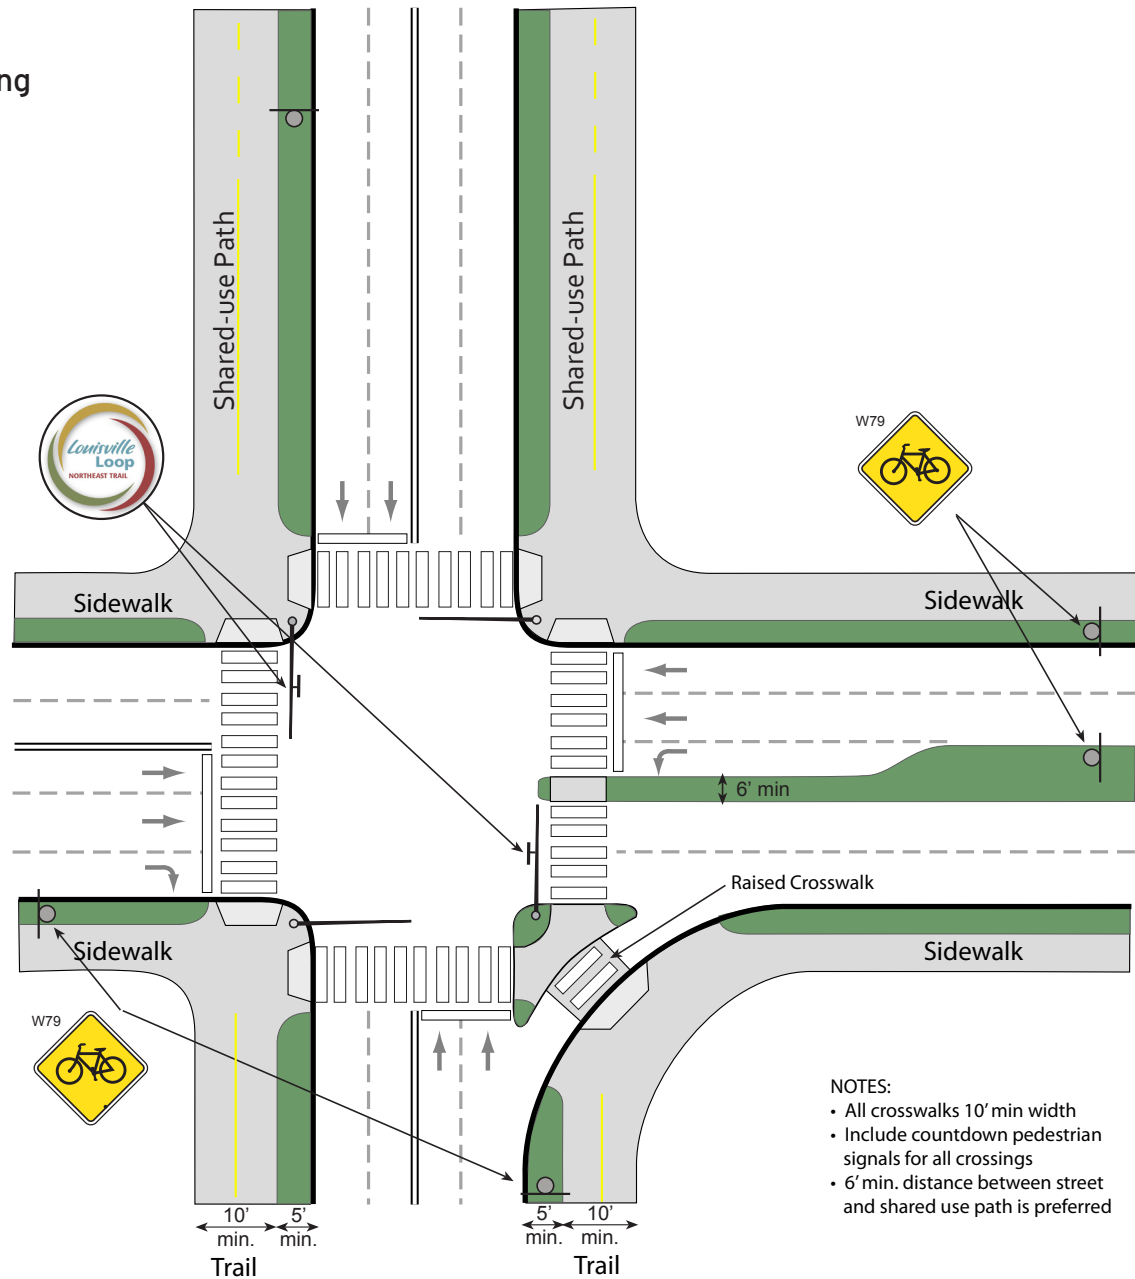 ng
Shared-use Path
Shared-use Path
Louisville
Loop
NORTHEAST TRAIL
W79
Sidewalk
Sidewalk
6’ min
Raised Crosswalk
Sidewalk
Sidewalk
W79
NOTES:
• All crosswalks 10’ min width
• Include countdown pedestrian
signals for all crossings
• 6’ min. distance between street
and shared use path is preferred
10’
min.
5’
min.
Trail
5’
min.
10’
min.
Trail